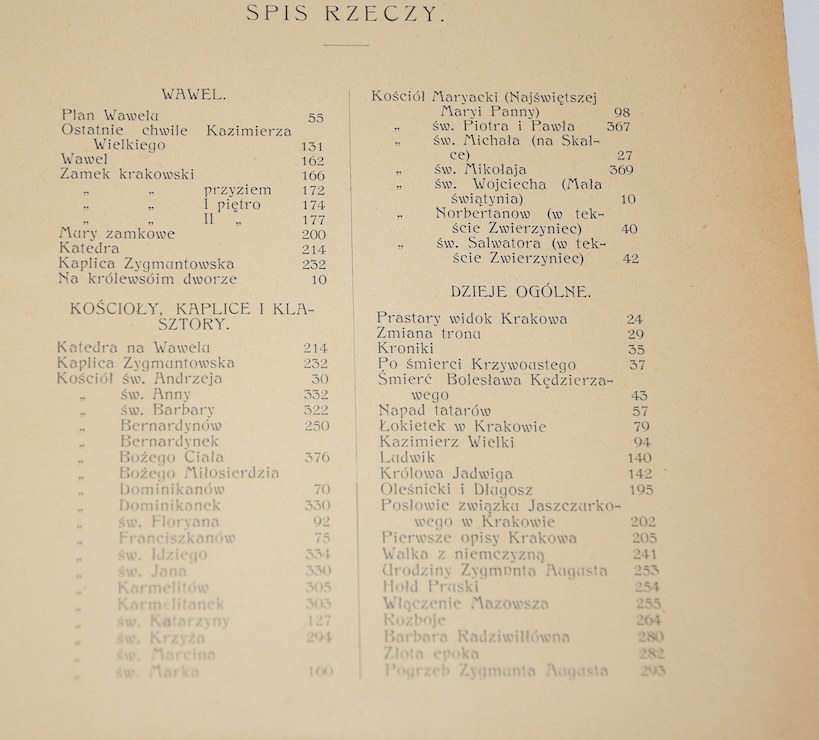 SPIS RZECZY.
WAWEL.
Plan Wawelu 55
Ostatnie chwile Kazimierza
Wielkiego 131
Wawel 162
Zamek krakowski 166
„ „ przyziem 172
„ „ I piętro 174
„ „ II „ 177
Mury zamkowe 200
Katedra 214
Kaplica Zygmuntowska 232
Na królewsóim dworze 10
KOŚCIOŁY, KAPLICE I KLA-
SZTORY.
Katedra na Wawelu 214
Kaplica Zygmuntowska 232
Kościół św. Andrzeja 30
„ św. Anny 332
„ św. Barbary 322
„ Bernardynów 250
„ Bernardynek
„ Bożego Ciała 376
„ Bożego Miłosierdzia
„ Dominikanów 70
„ Dominikanek 330
„ św. Floryana 92
„ Franciszkanów 75
„ św. Idziego 334
„ św. Jana 330
„ Karmelitów 305
„ Karmelitanek 303
„ św. Katarzyny 127
„ św. Krzyża 294
„ św. Marcina
„ św. Marka 160
Kościół Maryacki (Najświętszej
Maryi Panny) 98
„ św. Piotra i Pawła 367
„ św. Michała (na Skał-
ce) 27
„ św. Mikołaja 369
„ św. Wojciecha (Mała
świątynia) 10
„ Norbertanow (w tek-
ście Zwierzyniec) 40
„ św. Salwatora (w tek-
ście Zwierzyniec) 42
DZIEJE OGÓLNE.
Prastary widok Krakowa 24
Zmiana tronu 29
Kroniki 35
Po śmierci Krzywoustego 37
Śmierć Bolesława Kędzierza-
wego 43
Napad tatarów 57
Łokietek w Krakowie 79
Kazimierz Wielki 94
Ludwik 140
Królowa Jadwiga 142
Oleśnicki i Długosz 195
Posłowie związku Jaszczurko-
wego w Krakowie 202
Pierwsze opisy Krakowa 205
Walka z niemczyzną 241
Urodziny Zygmunta Augusta 253
Hołd Pruski 254
Włączenie Mazowsza 255
Rozboje 264
Barbara Radziwiłłówna 280
Złota epoka 282
Pogrzeb Zygmunta Augusta 293